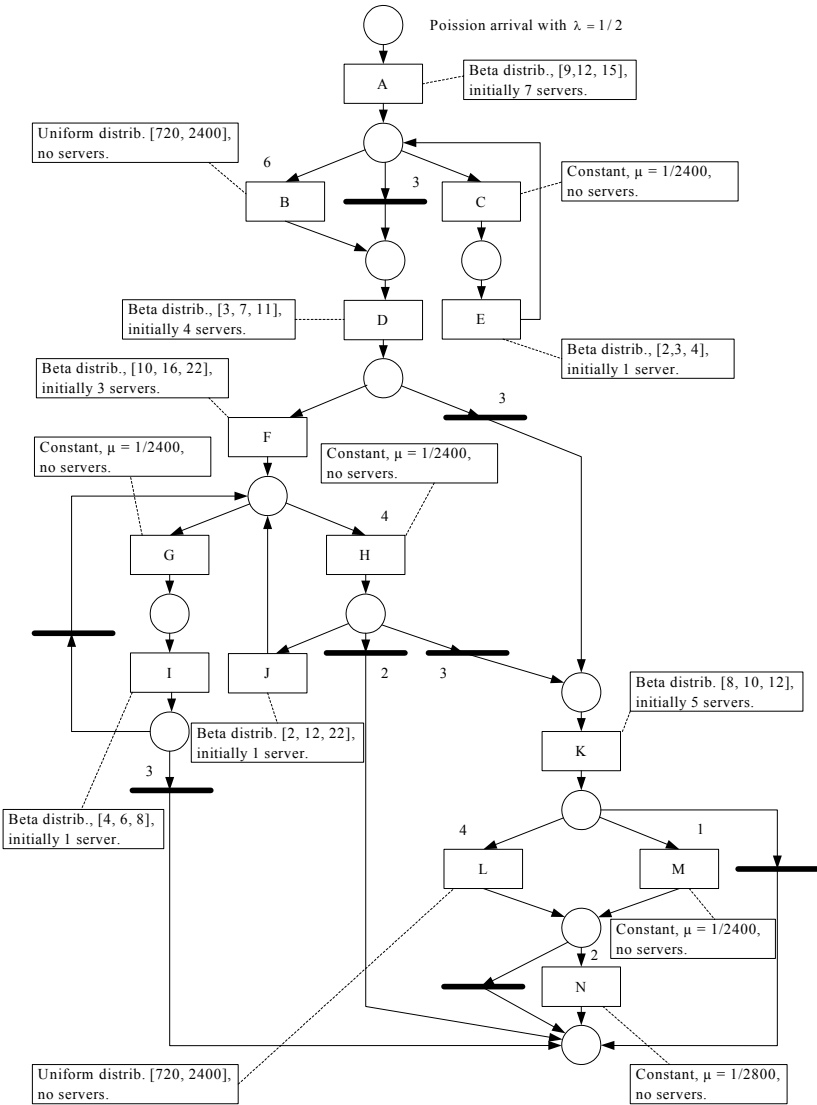 Poission arrival with λ = 1/2
Beta distrib., [9,12, 15],
initially 7 servers.
A
Uniform distrib. [720, 2400],
no servers.
6
3
Constant, µ = 1/2400,
no servers.
B
C
Beta distrib., [3, 7, 11],
initially 4 servers.
D
E
Beta distrib., [2,3, 4],
initially 1 server.
Beta distrib., [10, 16, 22],
initially 3 servers.
3
F
Constant, µ = 1/2400,
no servers.
Constant, µ = 1/2400,
no servers.
4
G
H
I
J
2
3
Beta distrib. [8, 10, 12],
initially 5 servers.
Beta distrib. [2, 12, 22],
initially 1 server.
K
3
Beta distrib., [4, 6, 8],
initially 1 server.
4
1
L
M
Constant, µ = 1/2400,
no servers.
2
N
Uniform distrib. [720, 2400],
no servers.
Constant, µ = 1/2800,
no servers.